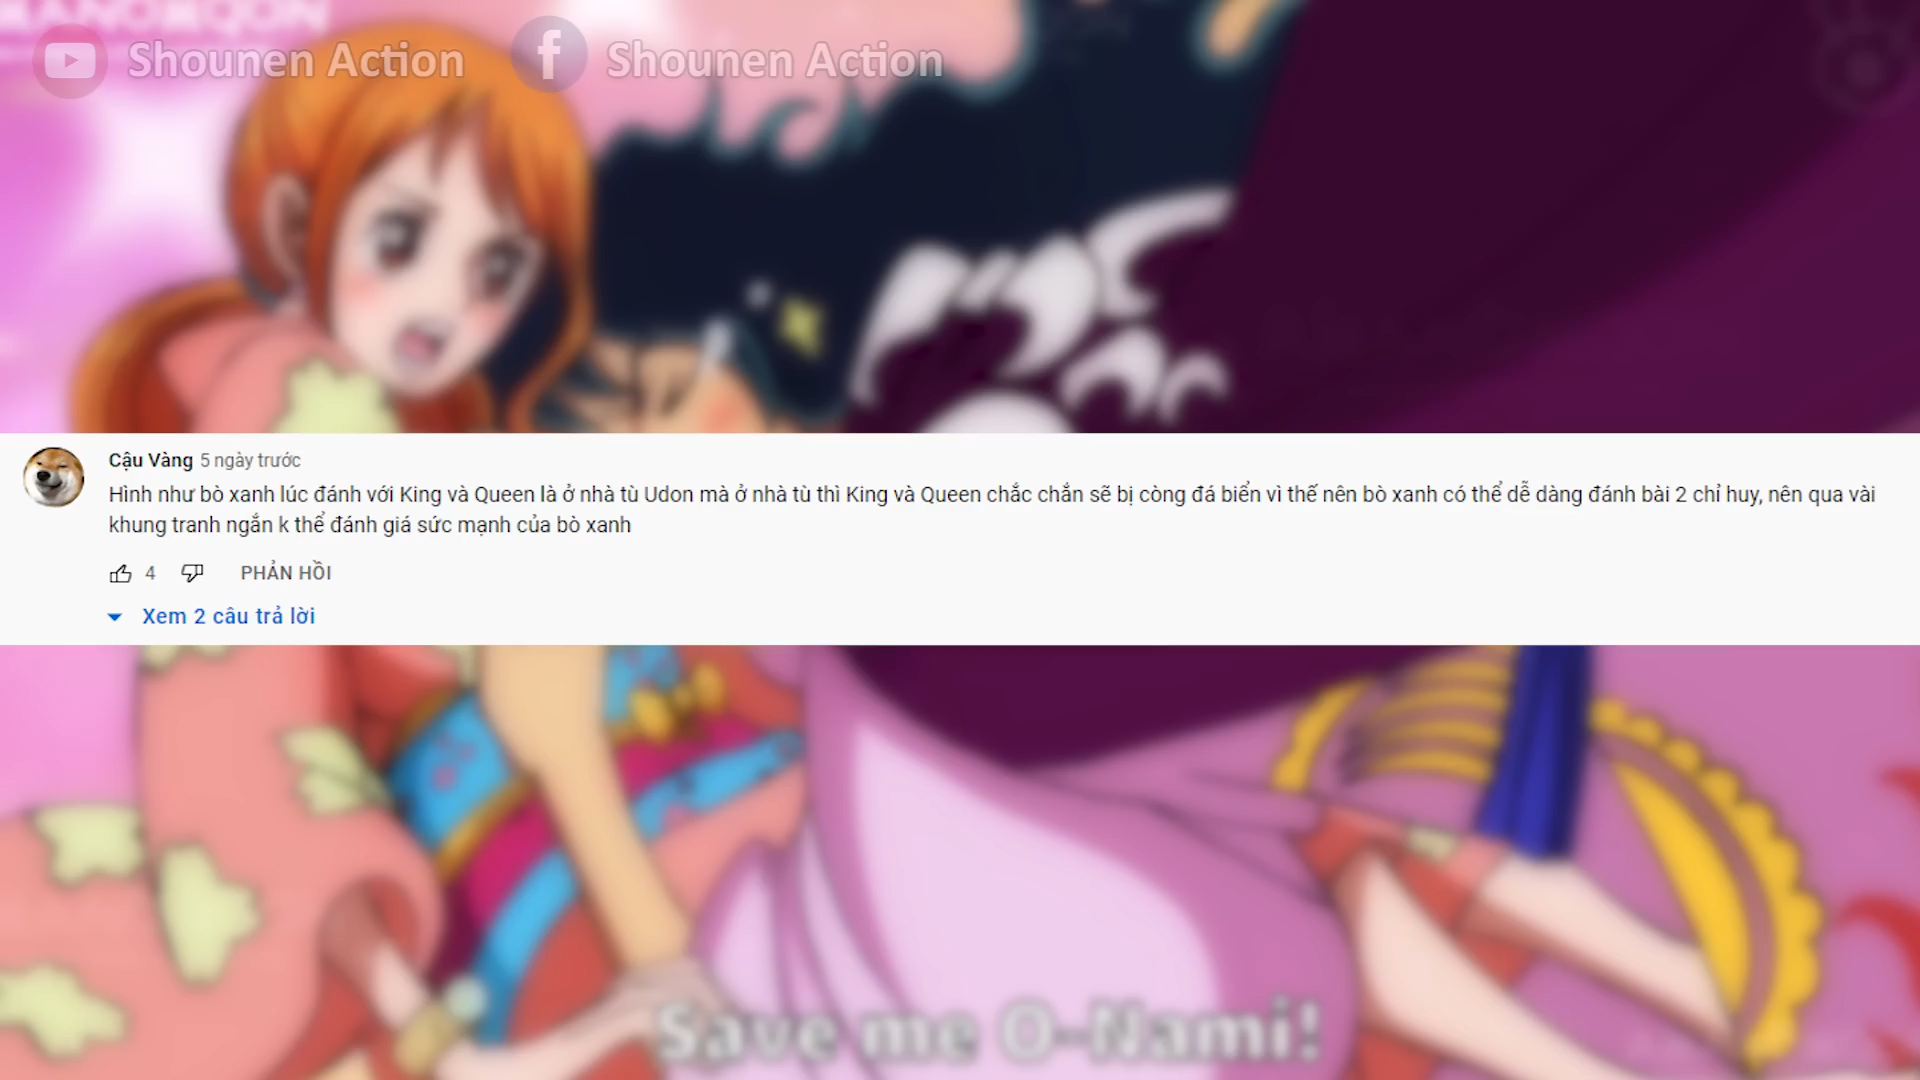 Shounen Action
Shounen Action
Cậu Vàng 5 ngày trước
Hình như bò xanh lúc đánh với King và Queen là ở nhà tù Udon mà ở nhà tù thì King và Queen chắc chắn sẽ bị còng đá biển vì thế nên bò xanh có thể dễ dàng đánh bài 2 chỉ huy, nên qua vài
khung tranh ngắn k thể đánh giá sức mạnh của bò xanh
4
PHẢN HỒI
Xem 2 câu trả lời
Save me O-Nami!